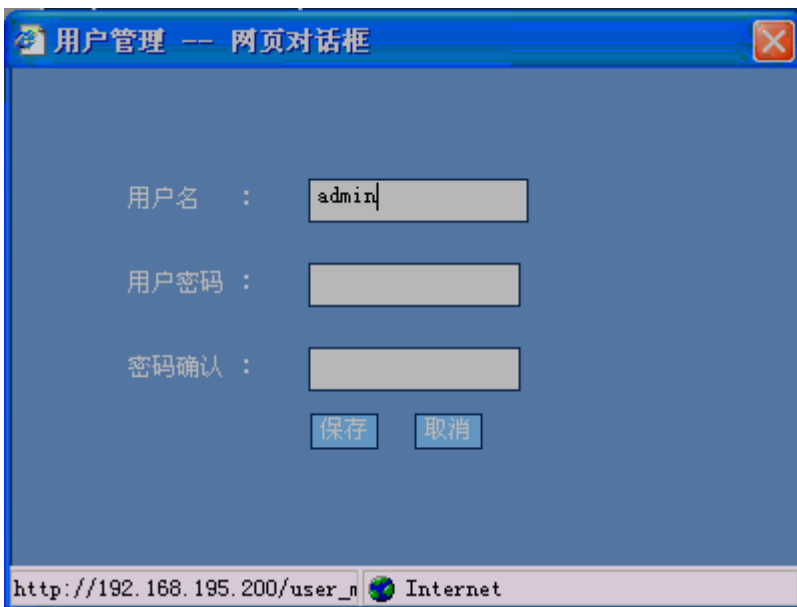 用户管理 -- 网页对话框
用户名 : admin
用户密码 :
密码确认 :
保存 取消
http://192.168.195.200/user_m Internet